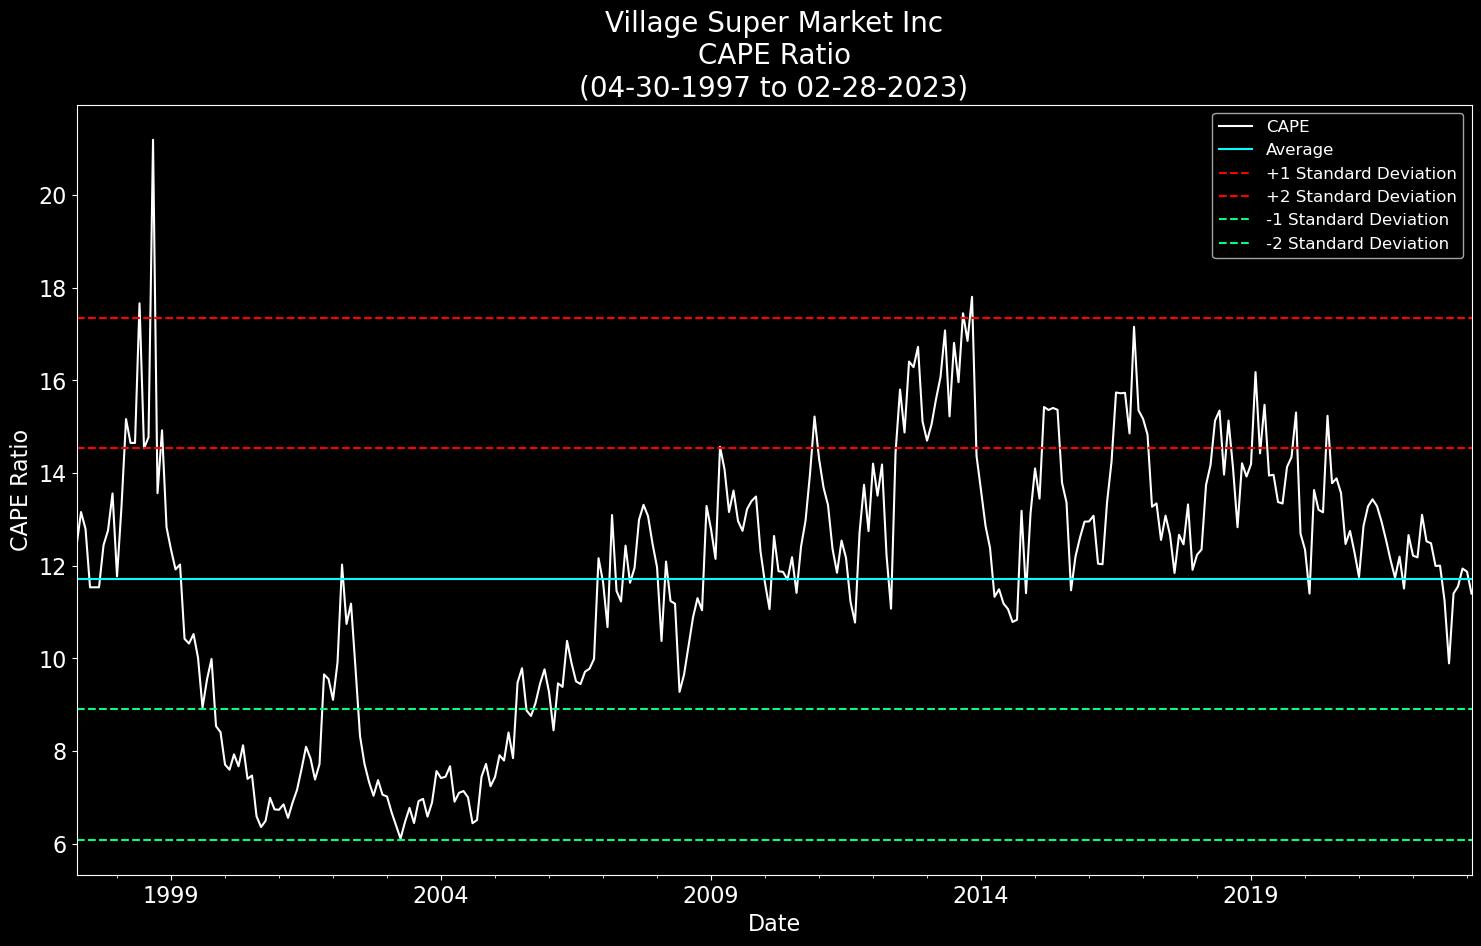 Village Super Market Inc
CAPE Ratio
(04-30-1997 to 02-28-2023)
CAPE
Average
+1 Standard Deviation
+2 Standard Deviation
-1 Standard Deviation
-2 Standard Deviation
CAPE Ratio
20
18
16
14
12
10
8
6
1999 2004 2009 2014 2019
Date